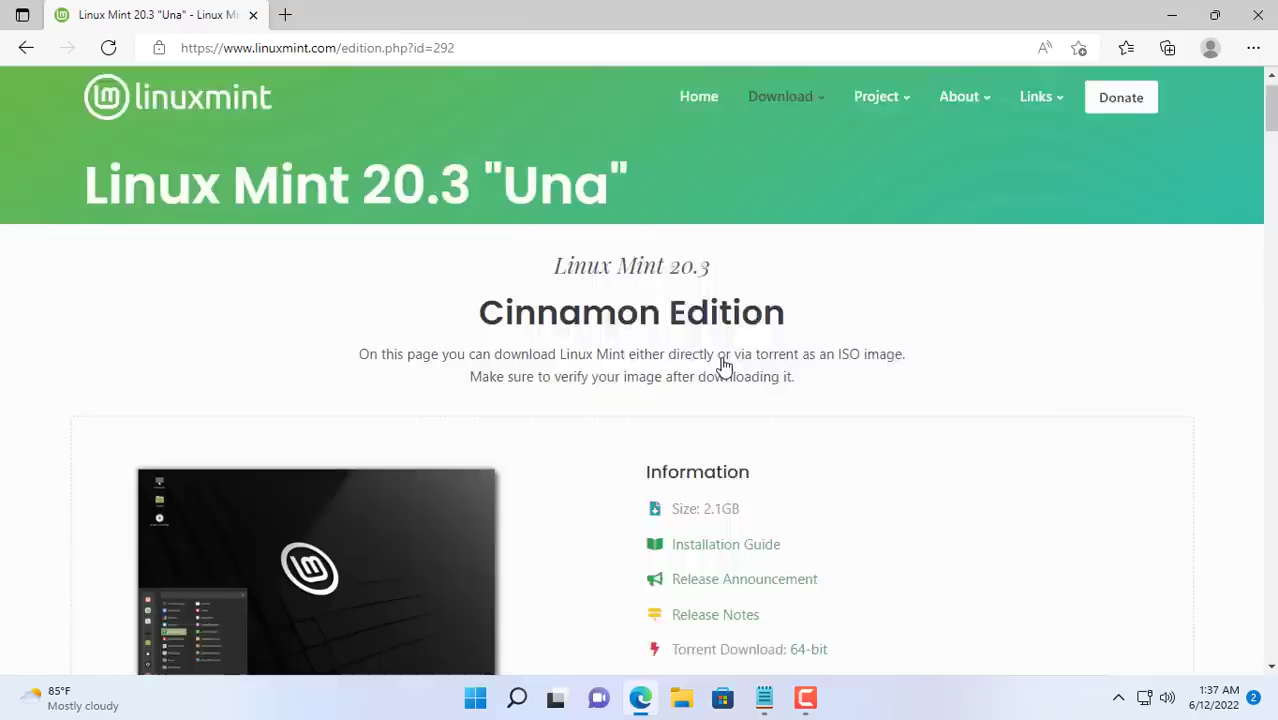 Linux Mint 20.3 "Una" - Linux M
https://www.linuxmint.com/edition.php?id=292
linuxmint
Home Download Project About Links Donate
Linux Mint 20.3 "Una"
Linux Mint 20.3
Cinnamon Edition
On this page you can download Linux Mint either directly or via torrent as an ISO image.
Make sure to verify your image after downloading it.
Information
Size: 2.1GB
Installation Guide
Release Announcement
Release Notes
Torrent Download: 64-bit
85°F
Mostly cloudy
1:37 AM
6/12/2022
2